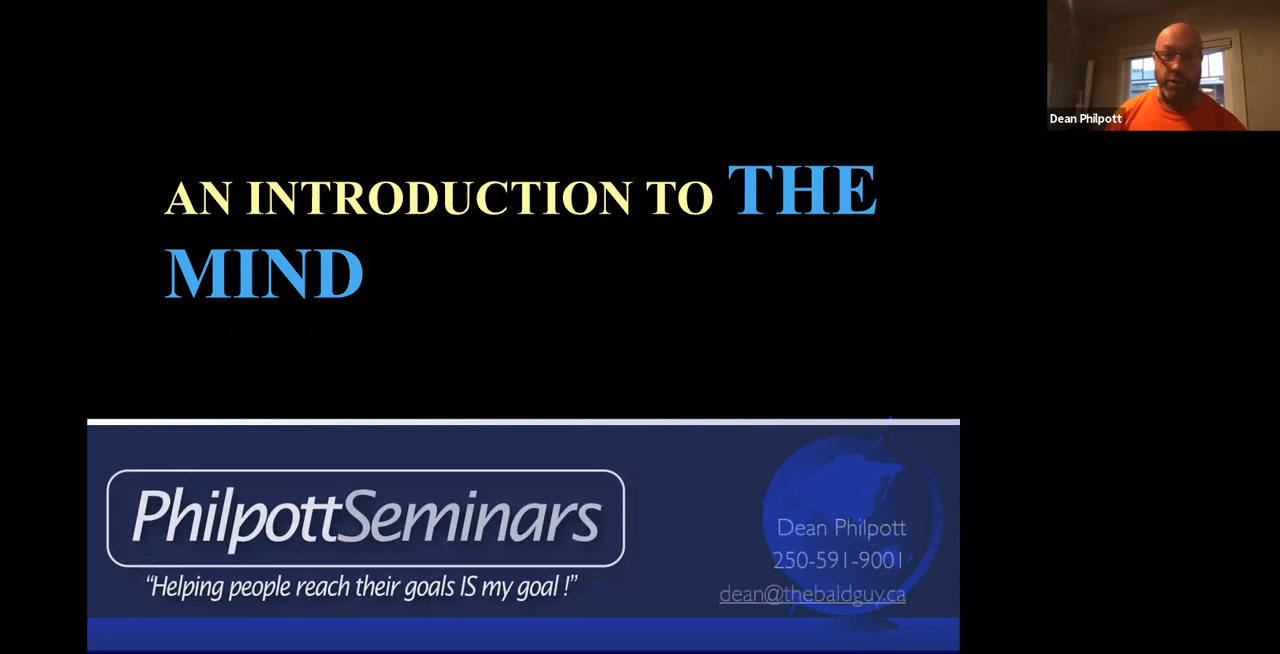 Dean Philpott
AN INTRODUCTION TO THE
MIND
PhilpottSeminars
“Helping people reach their goals IS my goal !”
Dean Philpott
250-591-9001
dean@thebaldguy.ca